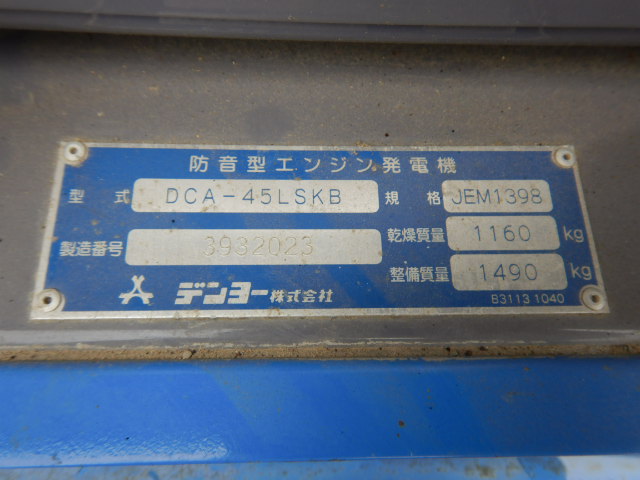 防音型エンジン発電機
型式 DCA-45LSKB 規格 JEM1398
製造番号 3932023 乾燥質量 1160 kg
整備質量 1490 kg
デンヨー株式会社
B31131040